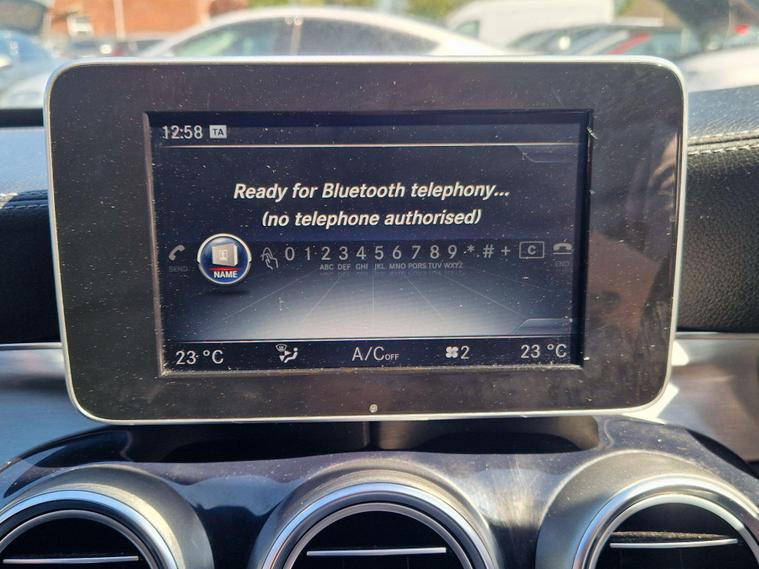 12:58 TA
Ready for Bluetooth telephony...
(no telephone authorised)
SEND NAME 0 1 2 3 4 5 6 7 8 9 * # + C END
ABC DEF GHI JKL MNO PQRS TUV WXYZ
23 °C A/C OFF 2 23 °C